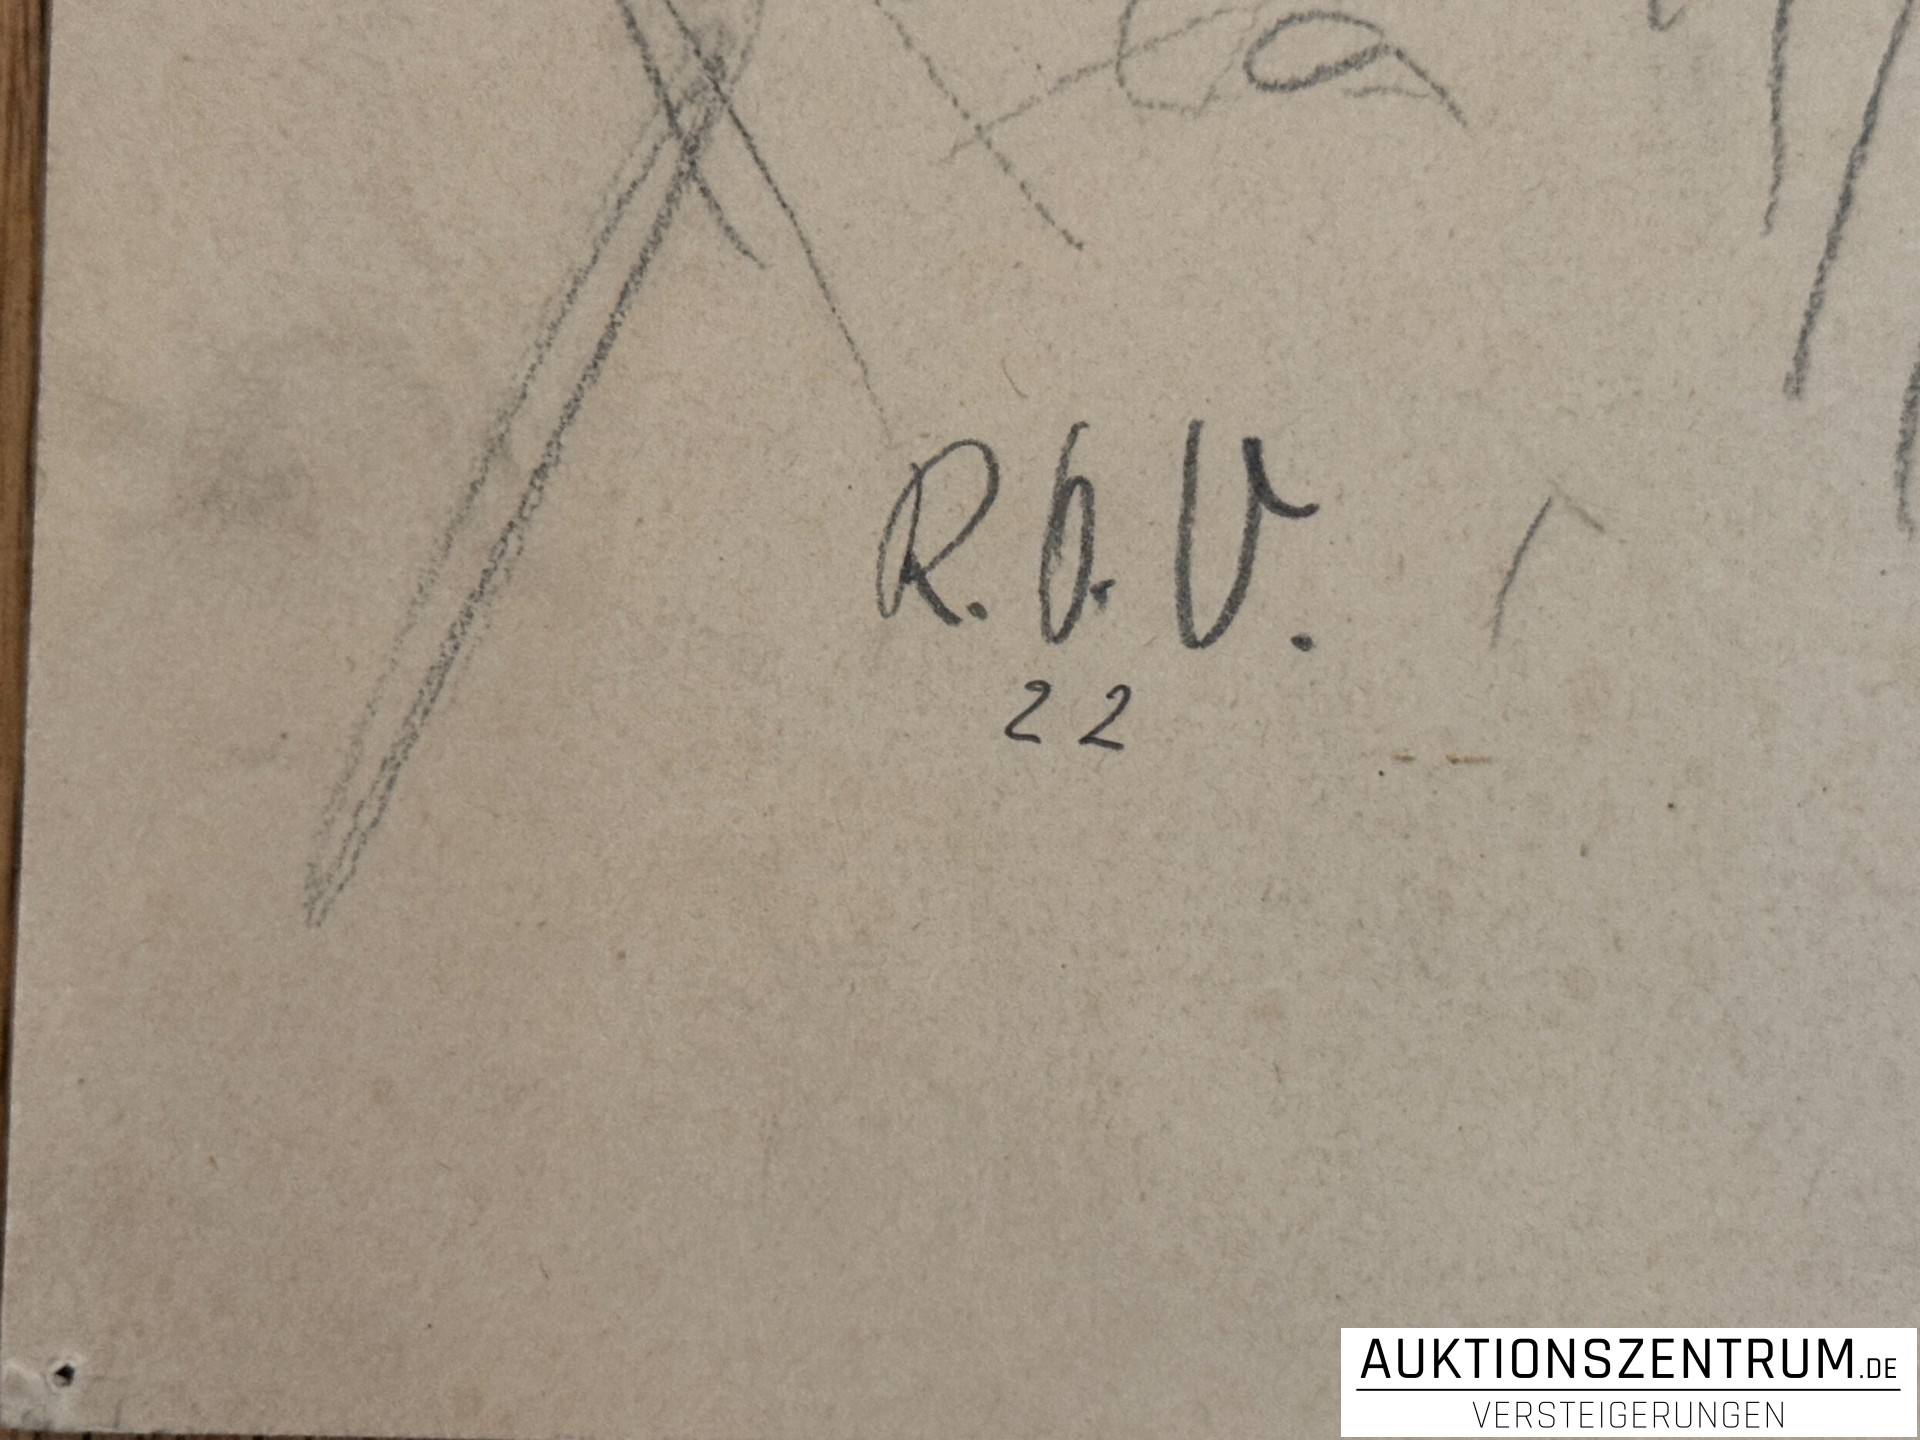 R. O. V.
22
AUKTIONSZENTRUM.DE
VERSTEIGERUNGEN